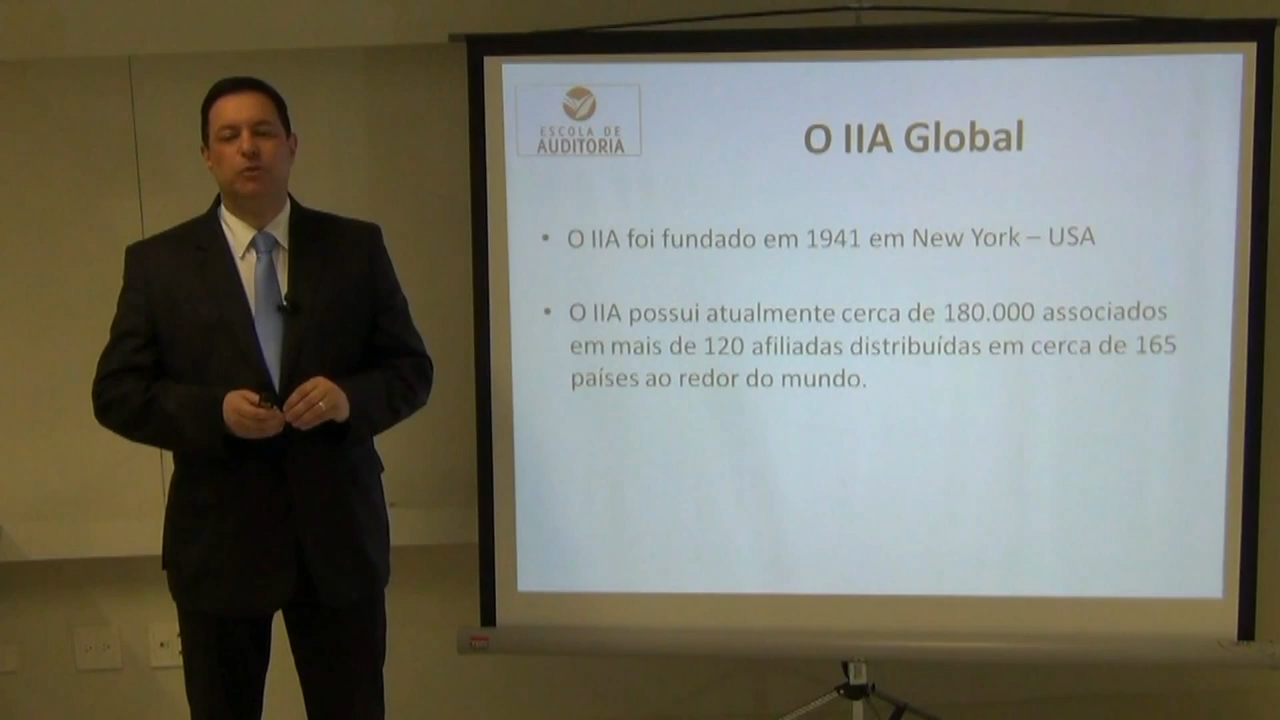 ESCOLA DE
AUDITORIA
O IIA Global
• O IIA foi fundado em 1941 em New York – USA
• O IIA possui atualmente cerca de 180.000 associados
em mais de 120 afiliadas distribuídas em cerca de 165
países ao redor do mundo.